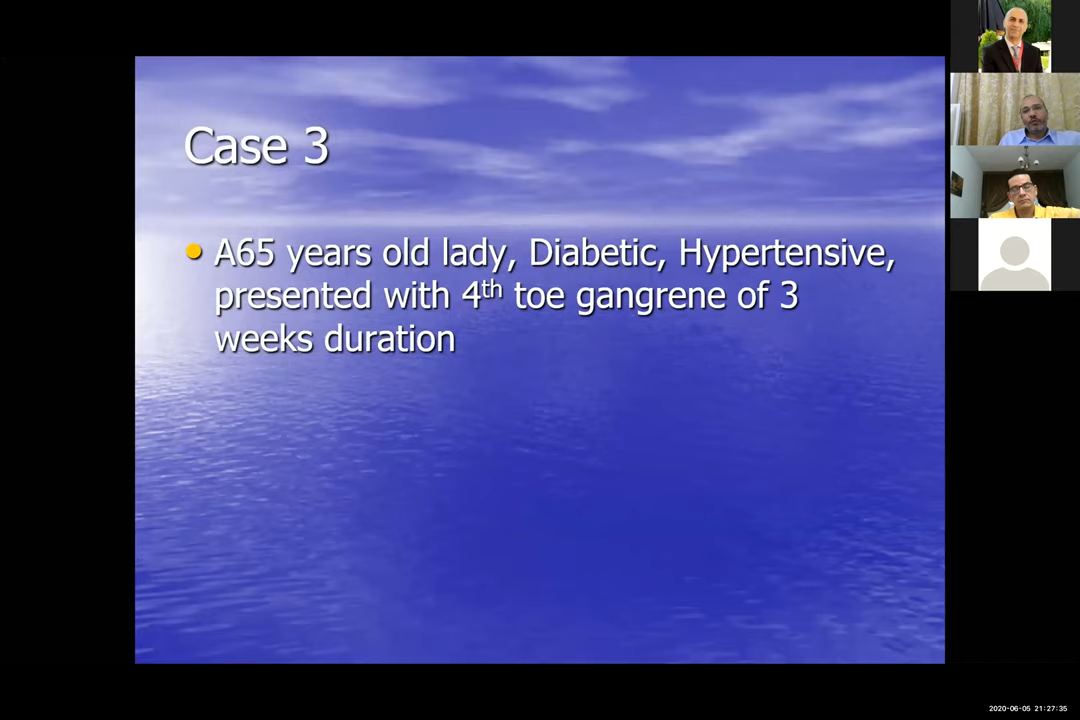 Case 3
A65 years old lady, Diabetic, Hypertensive,
presented with 4th toe gangrene of 3
weeks duration
2020-06-05 21:27:35